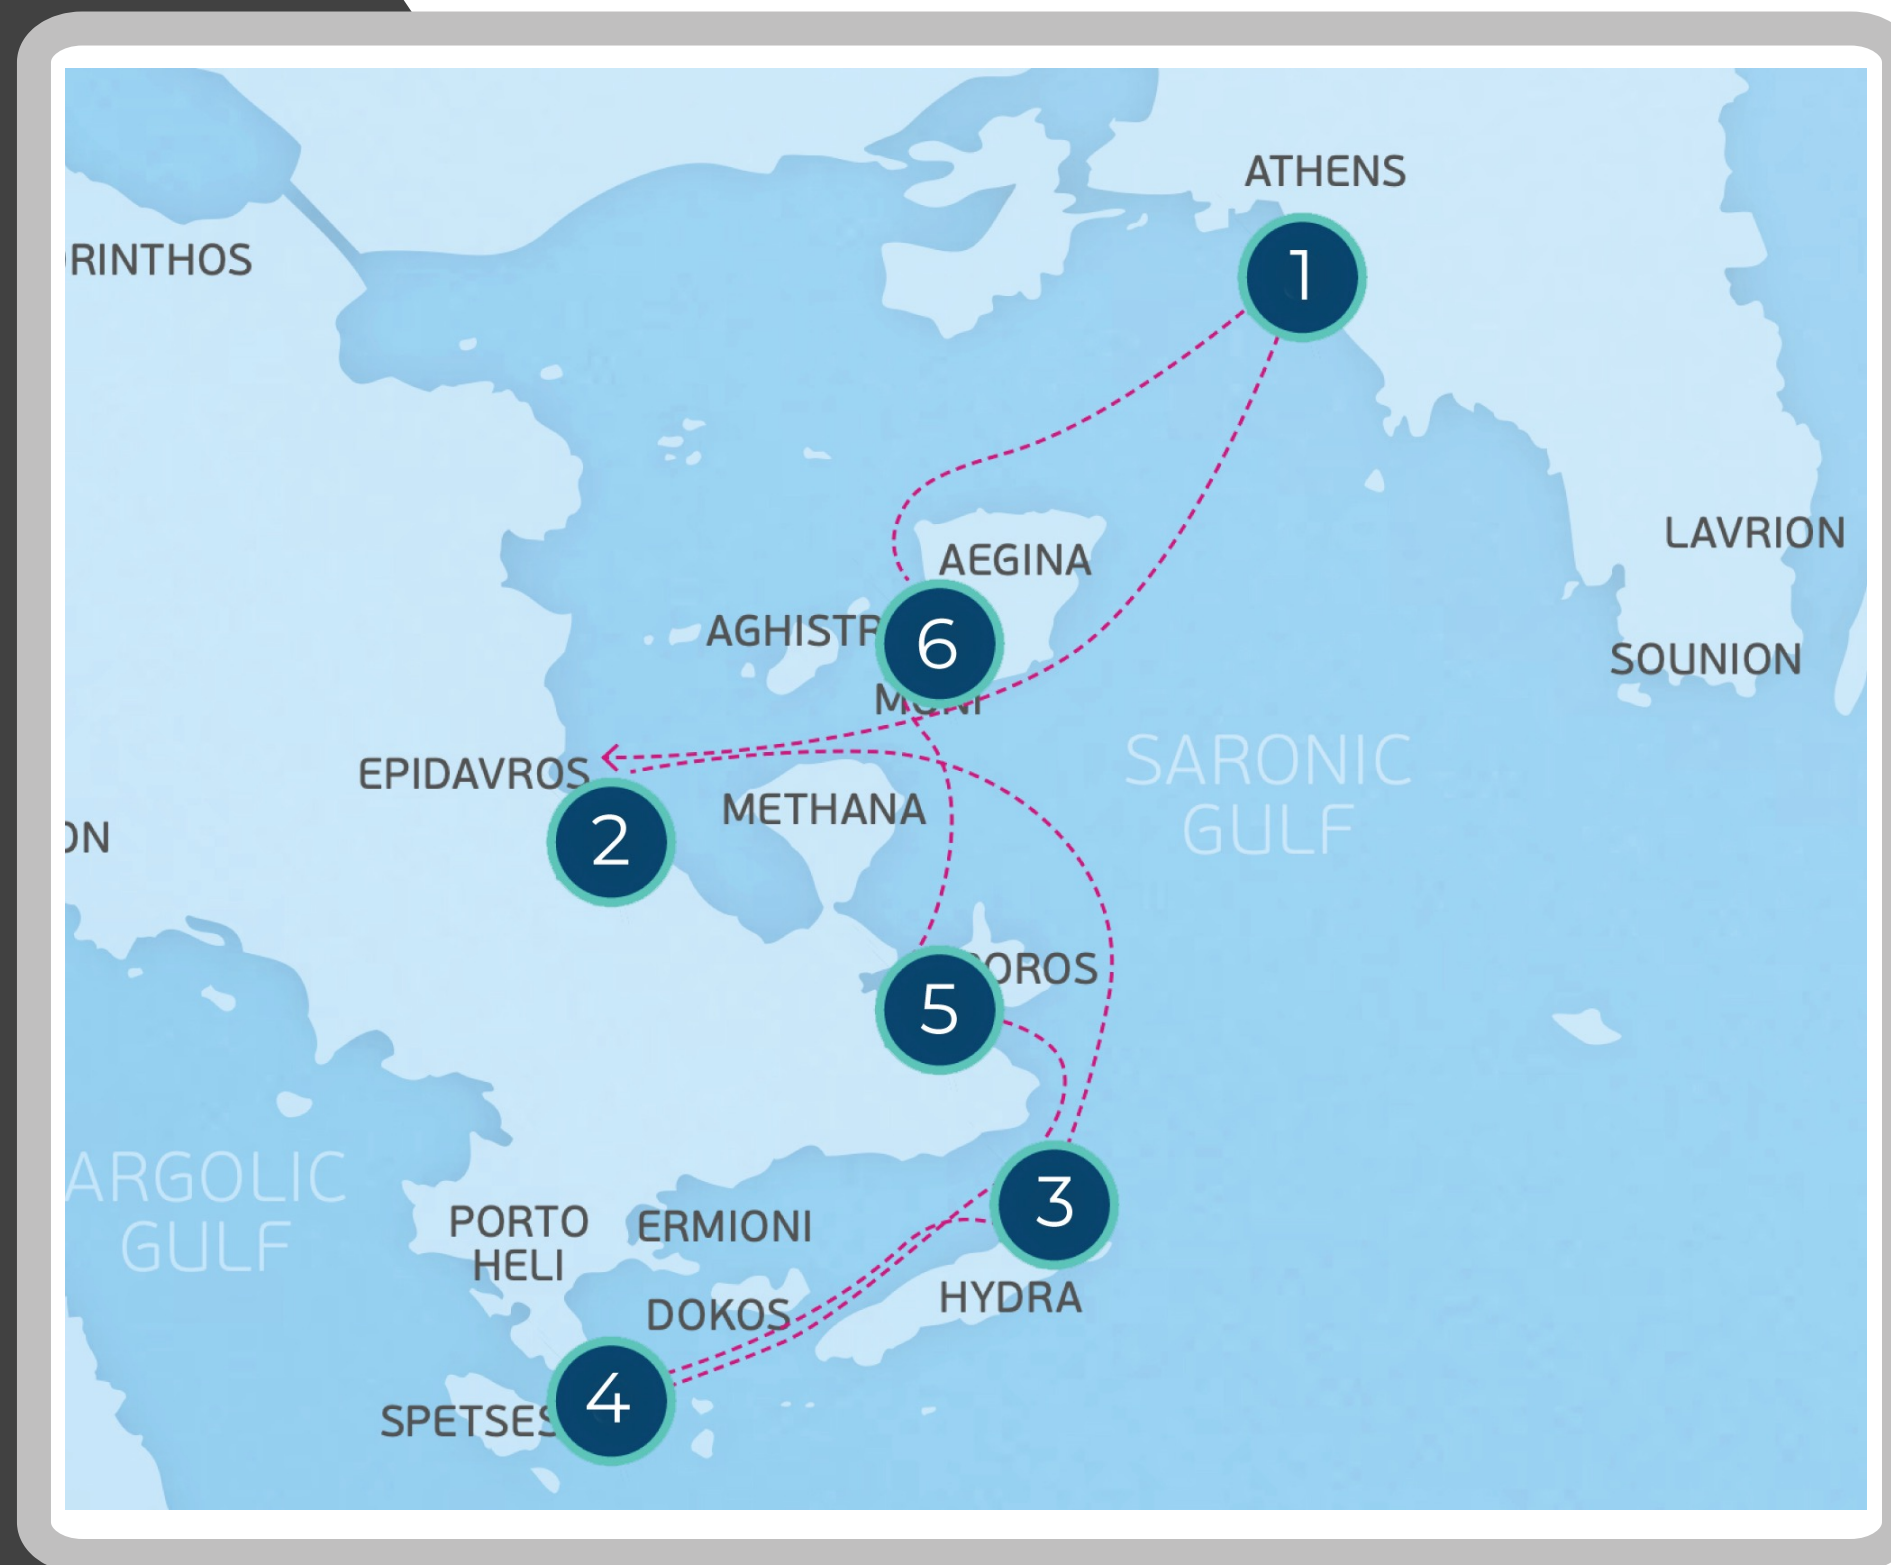 ATHENS
1
RINTHOS
AEGINA
LAVRION
AGHISTR
6
SOUNION
MONI
SARONIC
GULF
EPIDAVROS
METHANA
2
ON
OROS
5
ARGOLIC
GULF
3
PORTO
HELI
ERMIONI
HYDRA
DOKOS
4
SPETSES